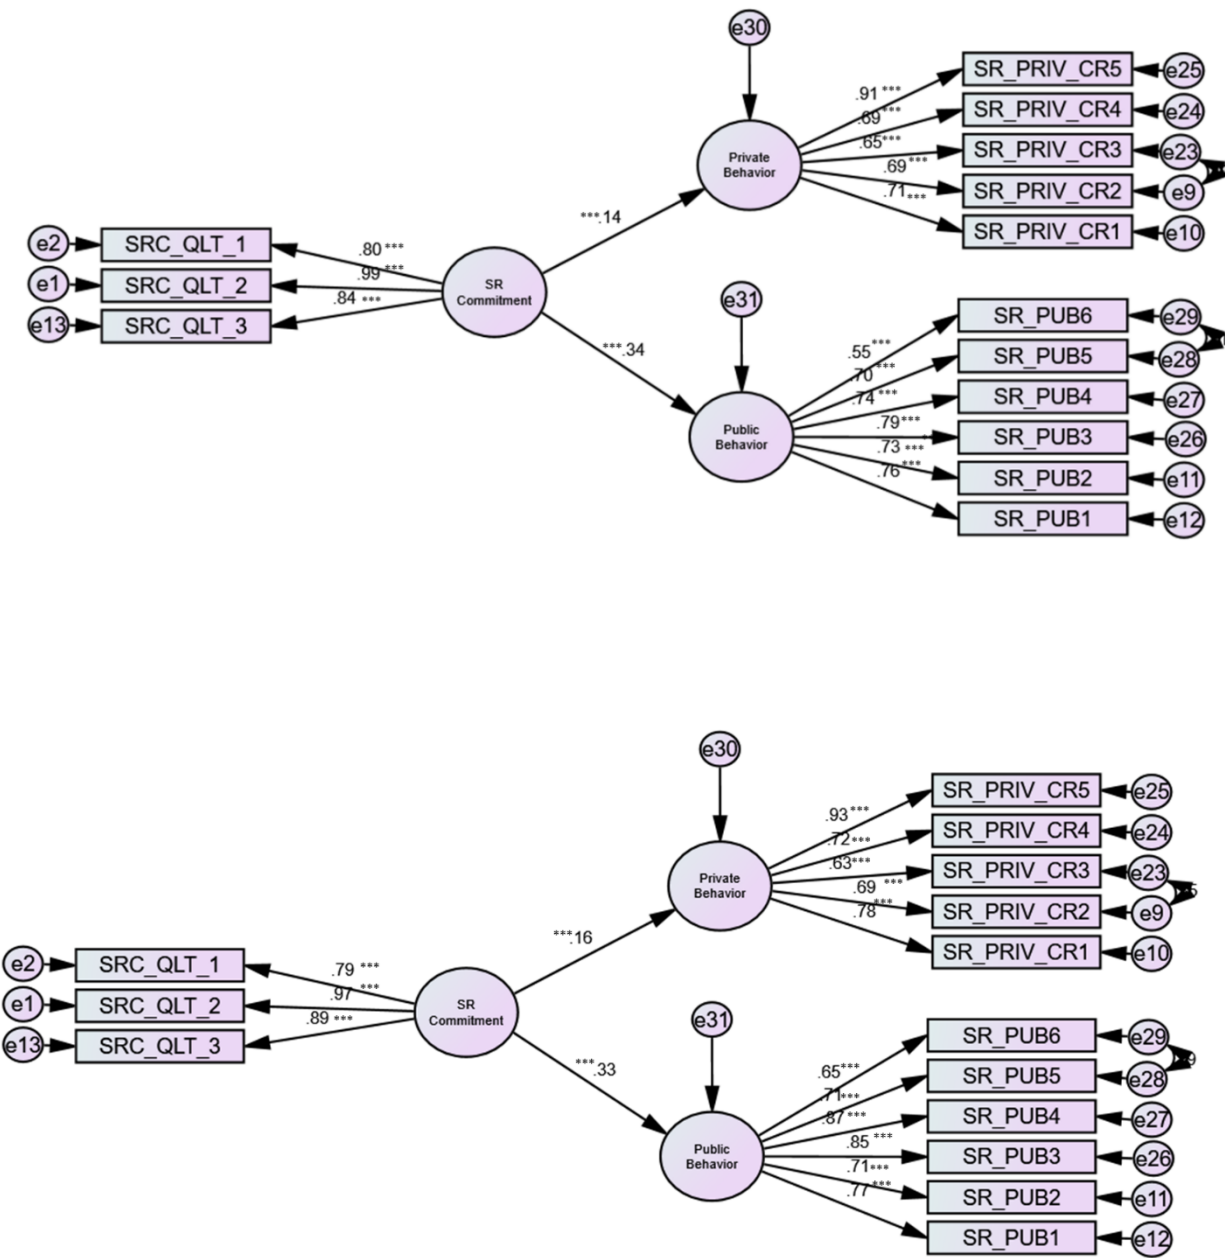 e30
SR_PRIV_CR5 e25
.91 ***
SR_PRIV_CR4 e24
.69 ***
SR_PRIV_CR3 e23
.65 ***
Private
Behavior
SR_PRIV_CR2 e9
.69 ***
SR_PRIV_CR1 e10
.71 ***
***.14
e2 SRC_QLT_1
.80 ***
e1 SRC_QLT_2
.99 ***
e13 SRC_QLT_3
.84 ***
SR
Commitment
***.34
e31
SR_PUB6 e29
.55 ***
SR_PUB5 e28
.70 ***
SR_PUB4 e27
.74 ***
Public
Behavior
SR_PUB3 e26
.79 ***
SR_PUB2 e11
.73 ***
SR_PUB1 e12
.76 ***
e30
SR_PRIV_CR5 e25
.93 ***
SR_PRIV_CR4 e24
.72 ***
SR_PRIV_CR3 e23
.63 ***
Private
Behavior
SR_PRIV_CR2 e9
.69 ***
SR_PRIV_CR1 e10
.78 ***
***.16
e2 SRC_QLT_1
.79 ***
e1 SRC_QLT_2
.97 ***
e13 SRC_QLT_3
.89 ***
SR
Commitment
***.33
e31
SR_PUB6 e29
.65 ***
SR_PUB5 e28
.71 ***
SR_PUB4 e27
.87 ***
Public
Behavior
SR_PUB3 e26
.85 ***
SR_PUB2 e11
.71 ***
SR_PUB1 e12
.77 ***